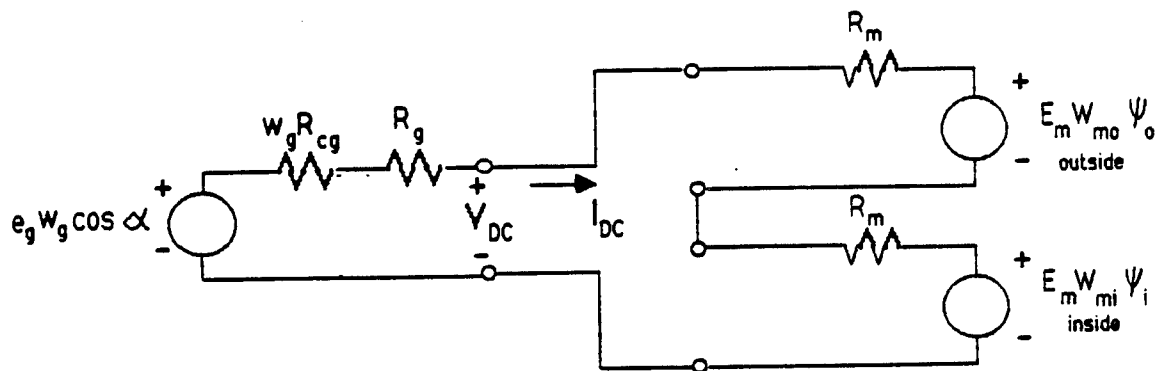 R_m
+
E_m W_mo Ψ_o
-
outside
w_g R_cg
R_g
+
e_g w_g cos α
-
+
V_DC
-
I_DC
R_m
+
E_m W_mi Ψ_i
-
inside